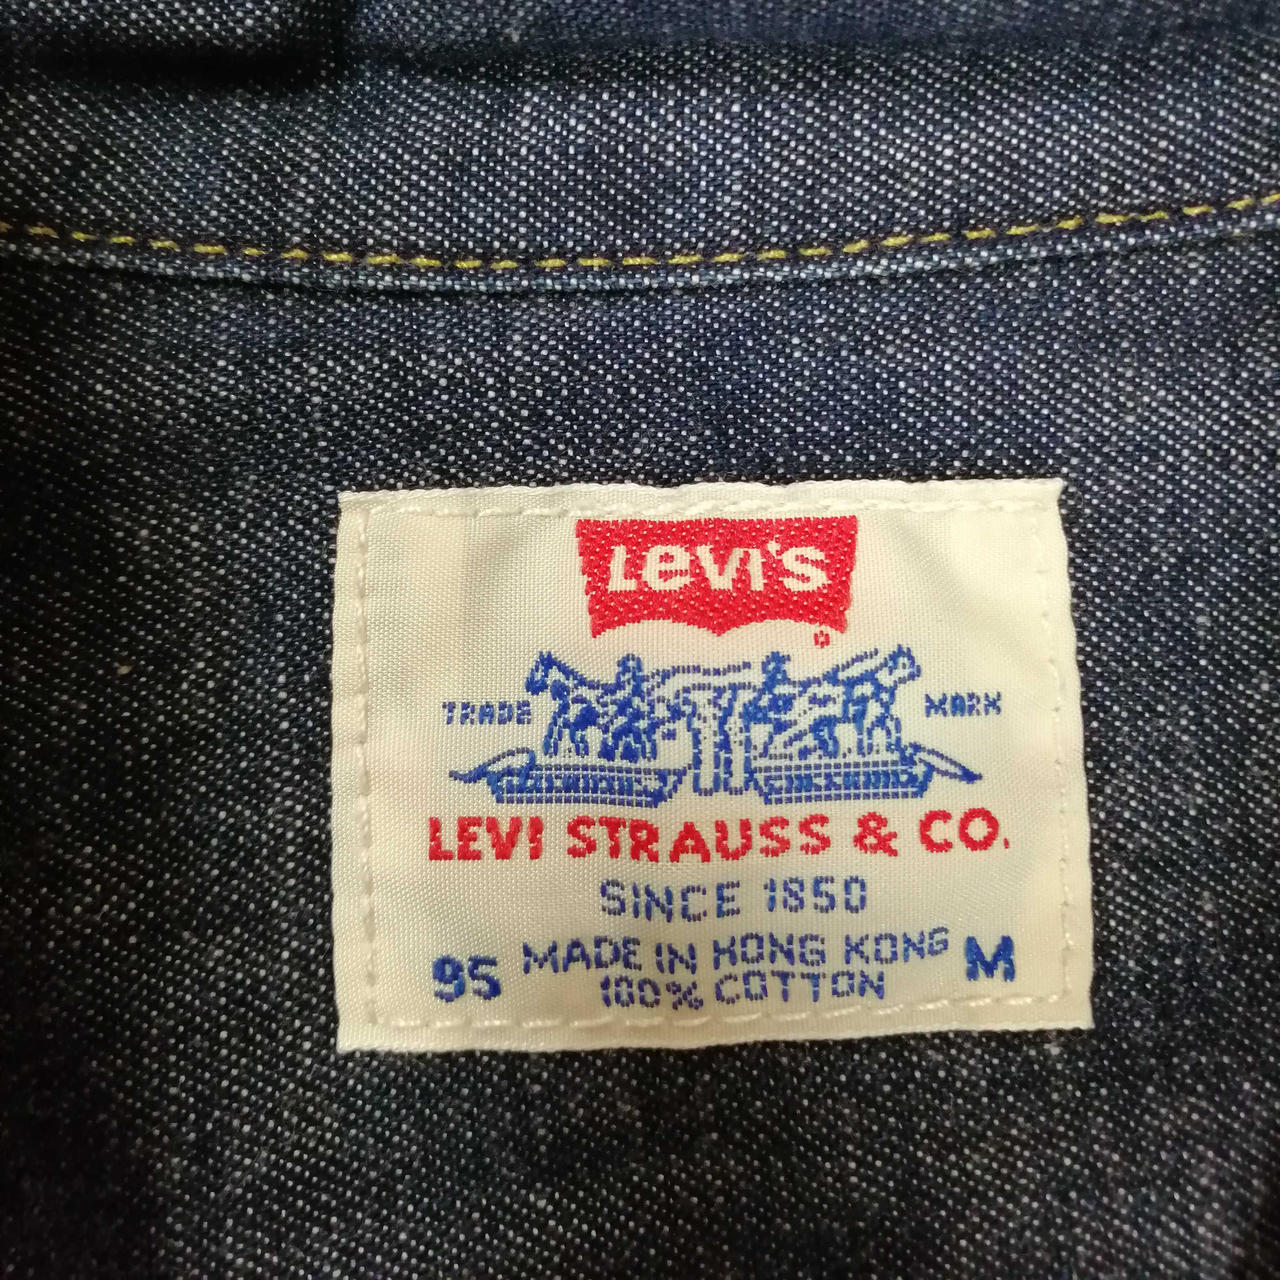 Levi's
®
TRADE MARK
LEVI STRAUSS & CO.
SINCE 1850
95 MADE IN HONG KONG M
100% COTTON